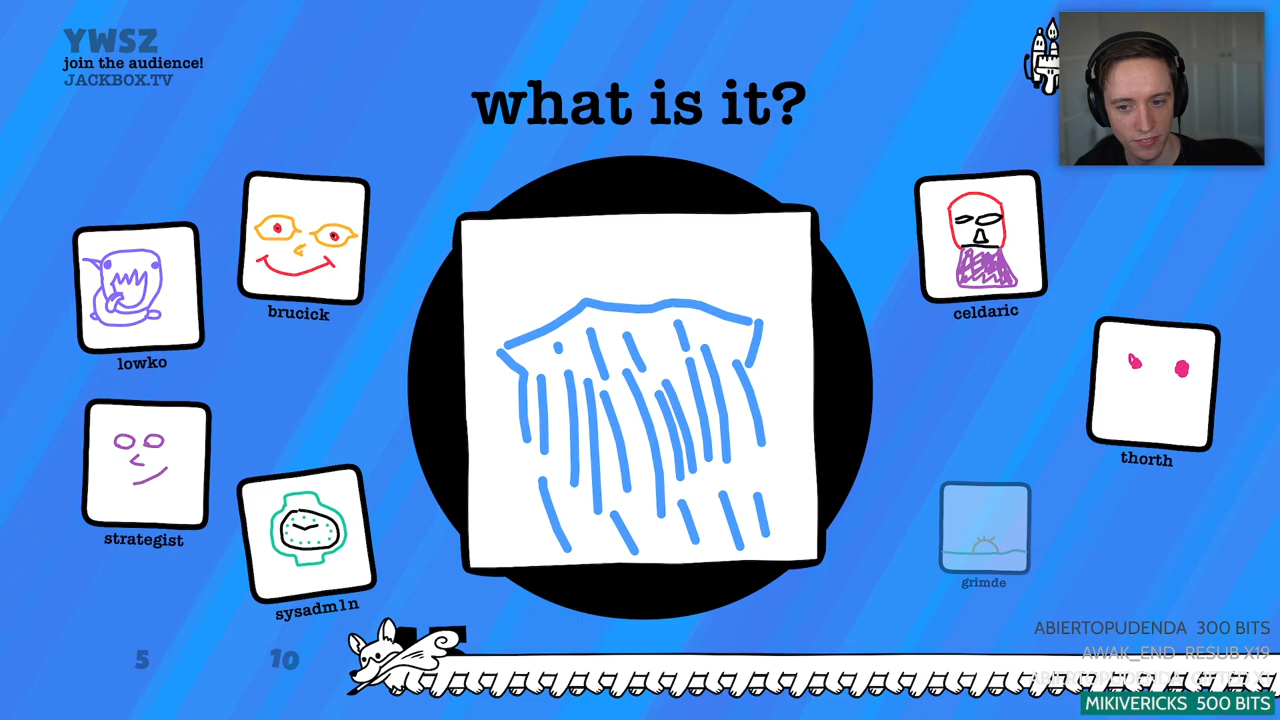 YWSZ
join the audience!
JACKBOX.TV
what is it?
brucick
lowko
strategist
sysadm1n
celdaric
thorth
grimde
5
10
ABIERTOPUDENDA 300 BITS
AWAK_END RESUB X19
MIKIVERICKS 500 BITS